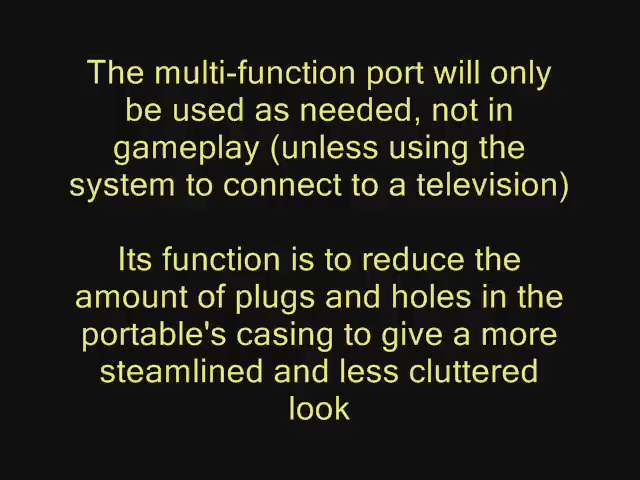 The multi-function port will only
be used as needed, not in
gameplay (unless using the
system to connect to a television)
Its function is to reduce the
amount of plugs and holes in the
portable's casing to give a more
steamlined and less cluttered
look